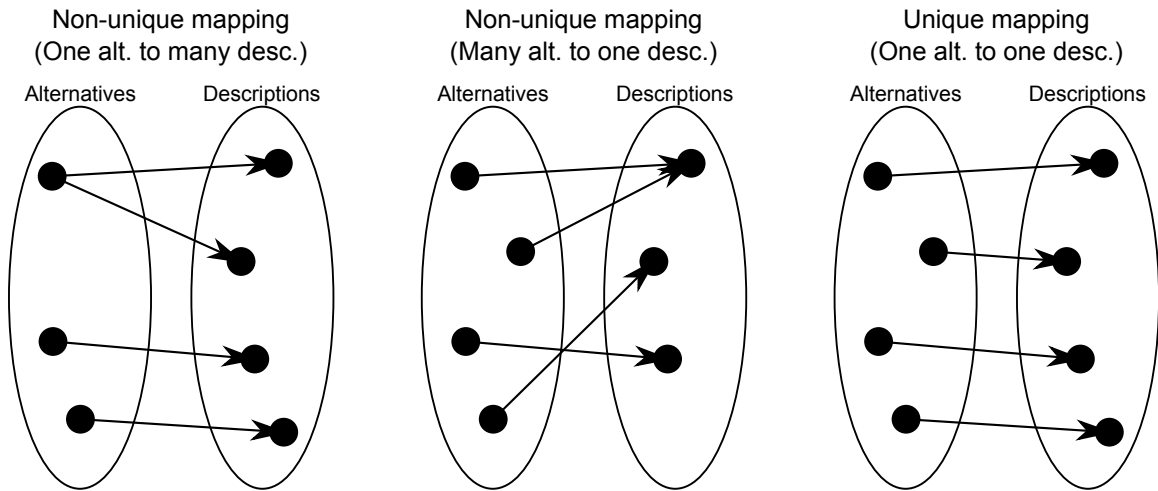 Non-unique mapping
(One alt. to many desc.)
Alternatives
Descriptions
Non-unique mapping
(Many alt. to one desc.)
Alternatives
Descriptions
Unique mapping
(One alt. to one desc.)
Alternatives
Descriptions